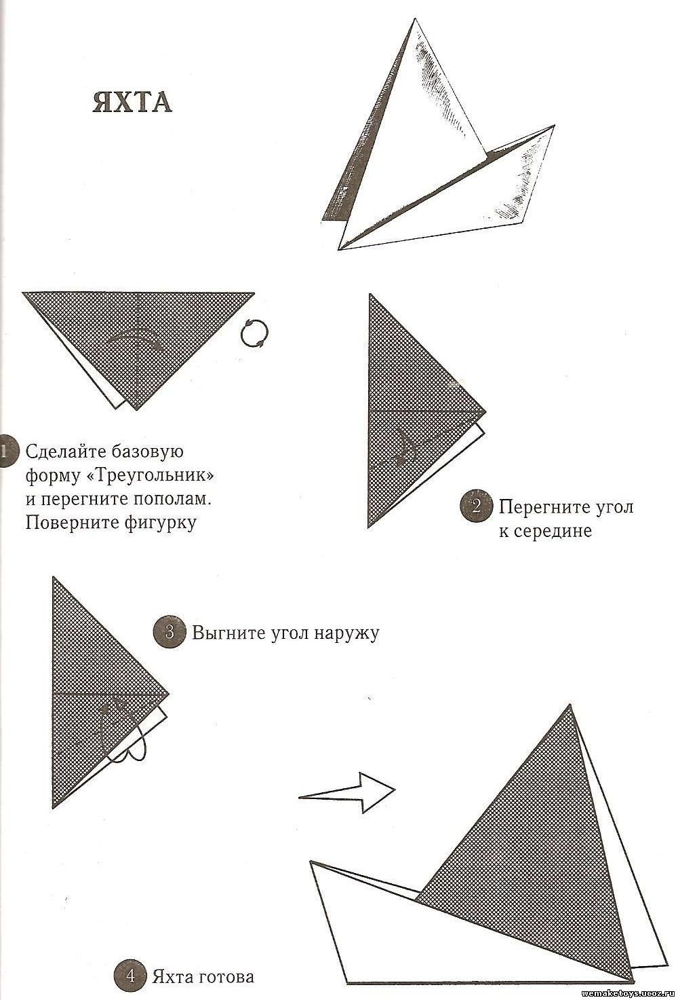 ЯХТА
1 Сделайте базовую
форму «Треугольник»
и перегните пополам.
Поверните фигурку
2 Перегните угол
к середине
3 Выгните угол наружу
4 Яхта готова
wemaketoys.ucoz.ru